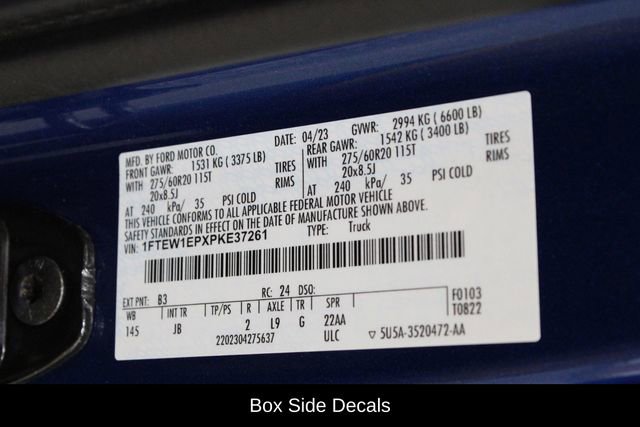 MFD. BY FORD MOTOR CO. DATE: 04/23 GVWR: 2994 KG ( 6600 LB)
FRONT GAWR: 1531 KG ( 3375 LB) REAR GAWR: 1542 KG ( 3400 LB)
WITH 275/60R20 115T TIRES WITH 275/60R20 115T TIRES
20x8.5J RIMS 20x8.5J RIMS
AT 240 kPa/ 35 PSI COLD AT 240 kPa/ 35 PSI COLD
THIS VEHICLE CONFORMS TO ALL APPLICABLE FEDERAL MOTOR VEHICLE
SAFETY STANDARDS IN EFFECT ON THE DATE OF MANUFACTURE SHOWN ABOVE.
VIN: 1FTEW1EPXPKE37261 TYPE: Truck
EXT PNT: B3 RC: 24 DSO: F0103
WB INT TR TP/PS R AXLE TR SPR T0822
145 JB 2 L9 G 22AA
2202304275637 ULC ▽ 5U5A-3520472-AA
Box Side Decals